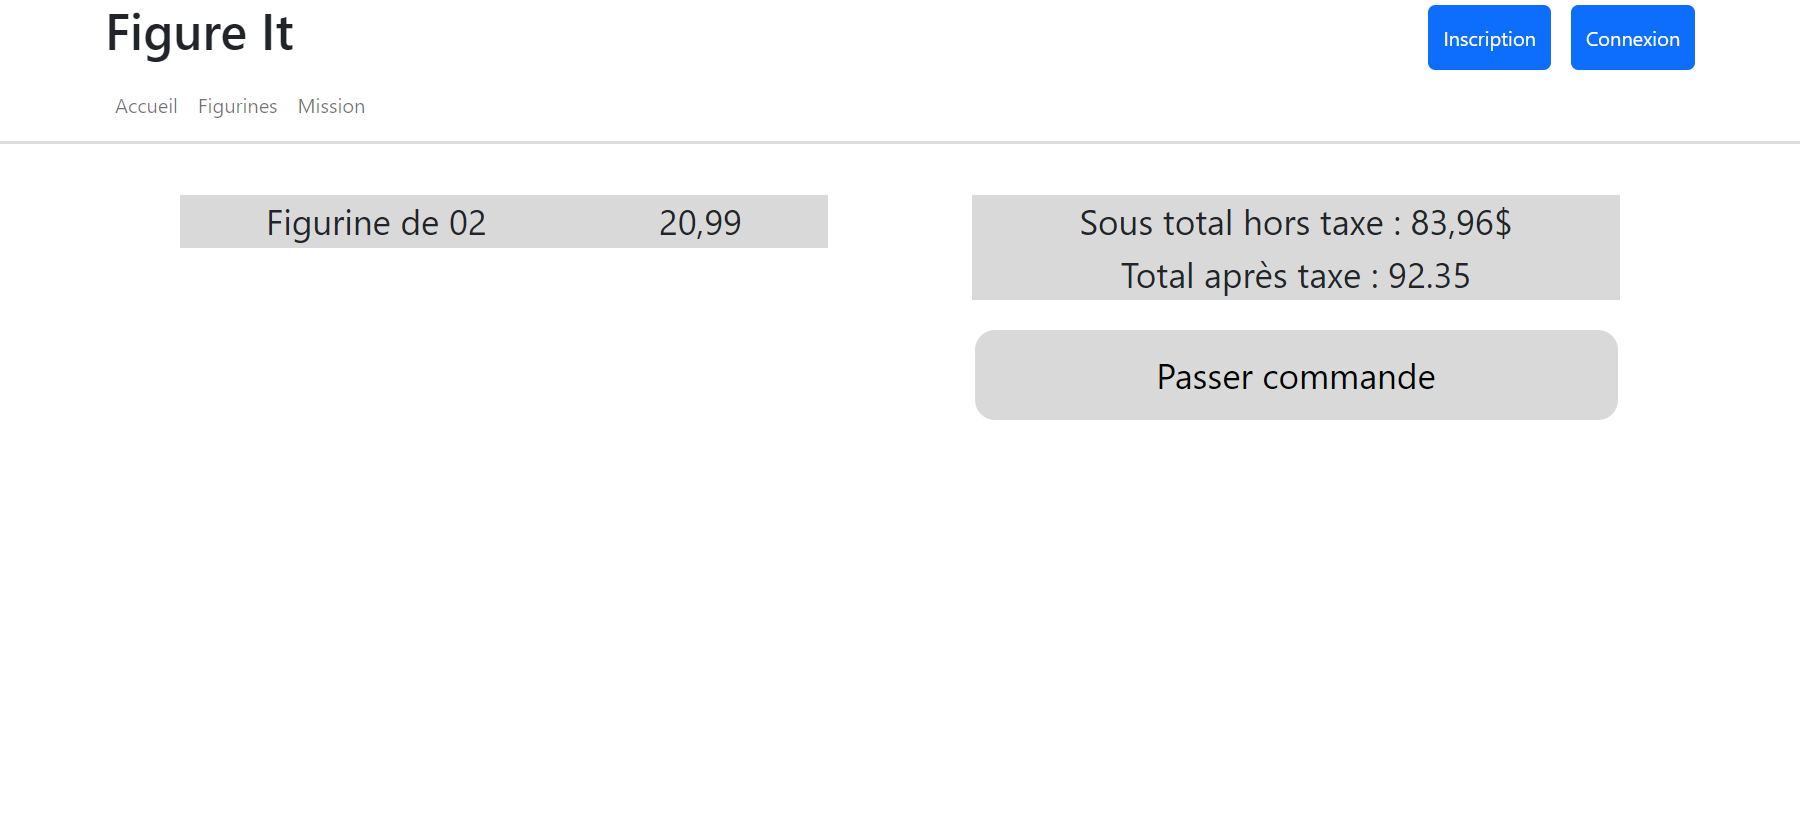 Figure It
Inscription
Connexion
Accueil Figurines Mission
Figurine de 02 20,99
Sous total hors taxe : 83,96$
Total après taxe : 92.35
Passer commande